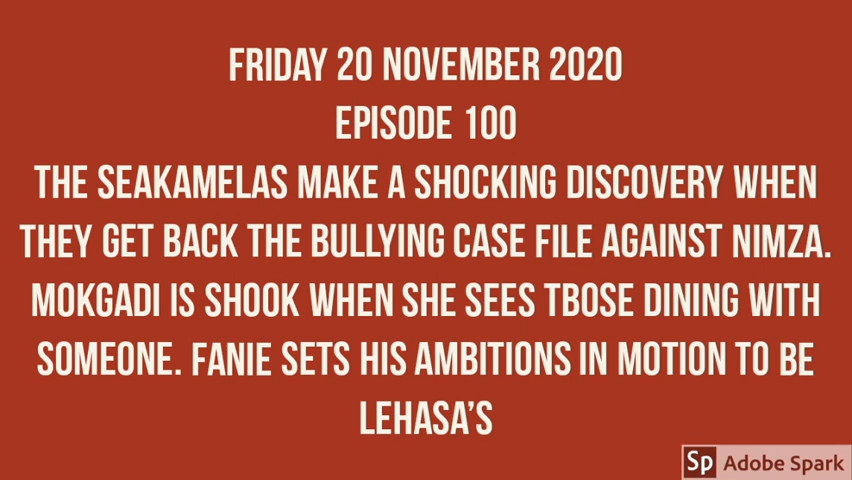 FRIDAY 20 NOVEMBER 2020
EPISODE 100
THE SEAKAMELAS MAKE A SHOCKING DISCOVERY WHEN
THEY GET BACK THE BULLYING CASE FILE AGAINST NIMZA.
MOKGADI IS SHOOK WHEN SHE SEES TBOSE DINING WITH
SOMEONE. FANIE SETS HIS AMBITIONS IN MOTION TO BE
LEHASA'S
Sp Adobe Spark